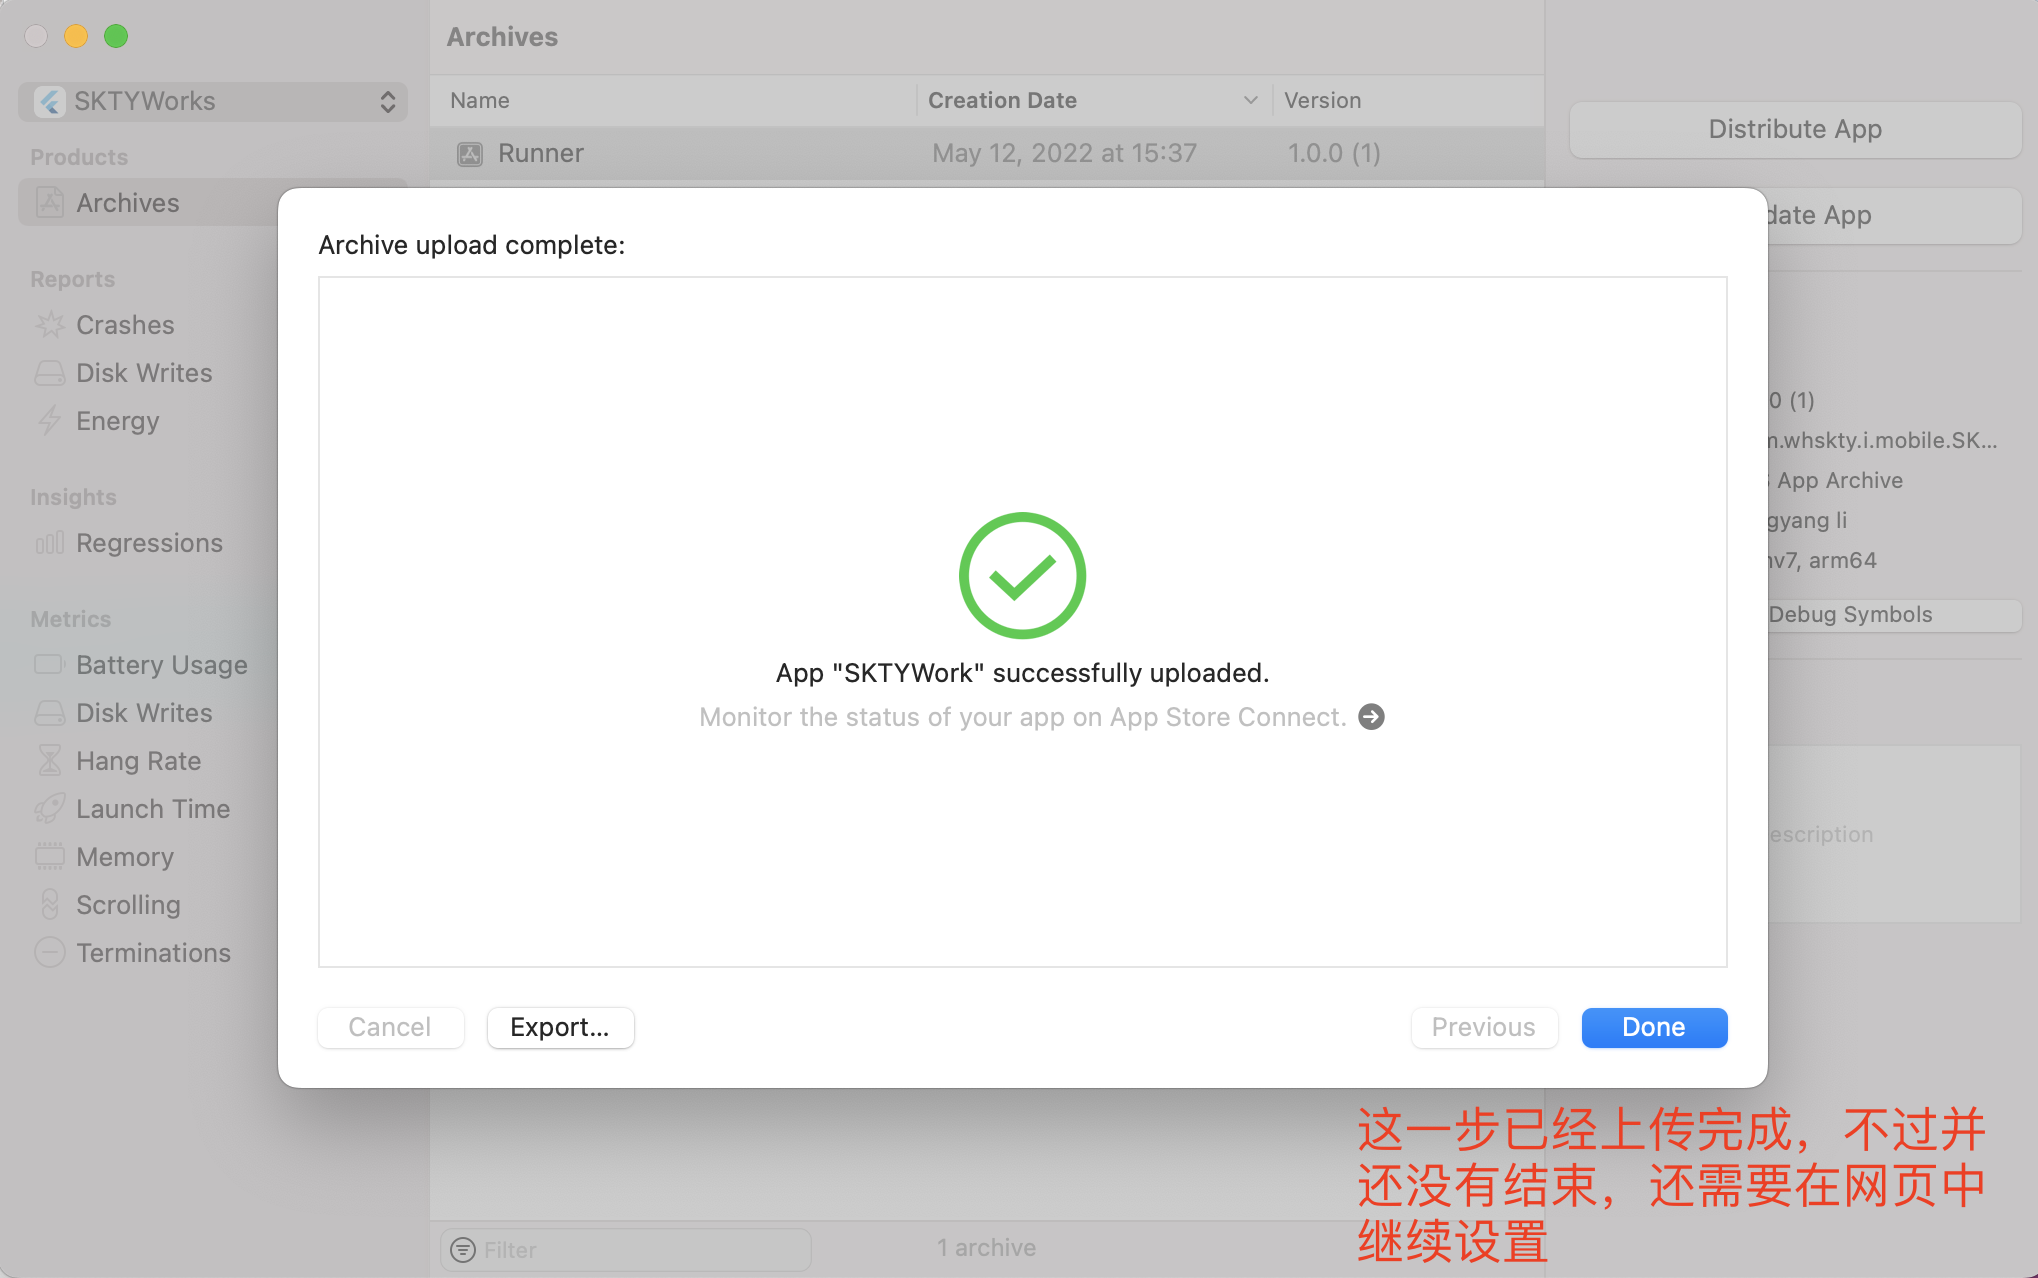 Archives
SKTYWorks
Name
Creation Date
Version
Distribute App
Products
Runner
May 12, 2022 at 15:37
1.0.0 (1)
Archives
date App
Archive upload complete:
Reports
Crashes
Disk Writes
Energy
0 (1)
n.whskty.i.mobile.SK...
App Archive
gyang li
v7, arm64
Insights
Regressions
Debug Symbols
Metrics
Battery Usage
Disk Writes
Hang Rate
Launch Time
Memory
Scrolling
Terminations
App "SKTYWork" successfully uploaded.
Monitor the status of your app on App Store Connect.
escription
Cancel
Export...
Previous
Done
这一步已经上传完成，不过并
还没有结束，还需要在网页中
继续设置
Filter
1 archive